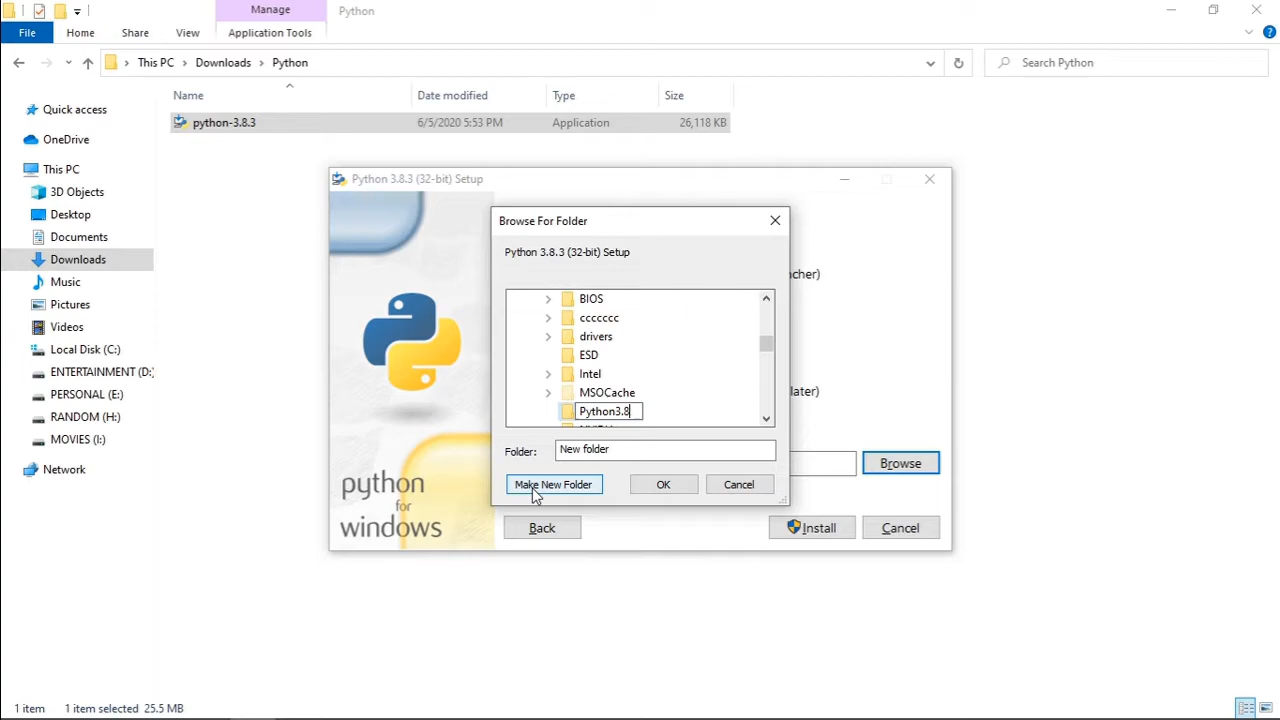 Manage
Python
File
Home
Share
View
Application Tools
This PC
Downloads
Python
Search Python
Name
Date modified
Type
Size
python-3.8.3
6/5/2020 5:53 PM
Application
26,118 KB
Quick access
OneDrive
This PC
3D Objects
Desktop
Documents
Downloads
Music
Pictures
Videos
Local Disk (C:)
ENTERTAINMENT (D:)
PERSONAL (E:)
RANDOM (H:)
MOVIES (I:)
Network
Python 3.8.3 (32-bit) Setup
python
for
windows
ncher)
later)
Browse
Back
Install
Cancel
Browse For Folder
Python 3.8.3 (32-bit) Setup
BIOS
ccccccc
drivers
ESD
Intel
MSOCache
Python3.8
Folder:
New folder
Make New Folder
OK
Cancel
1 item
1 item selected 25.5 MB